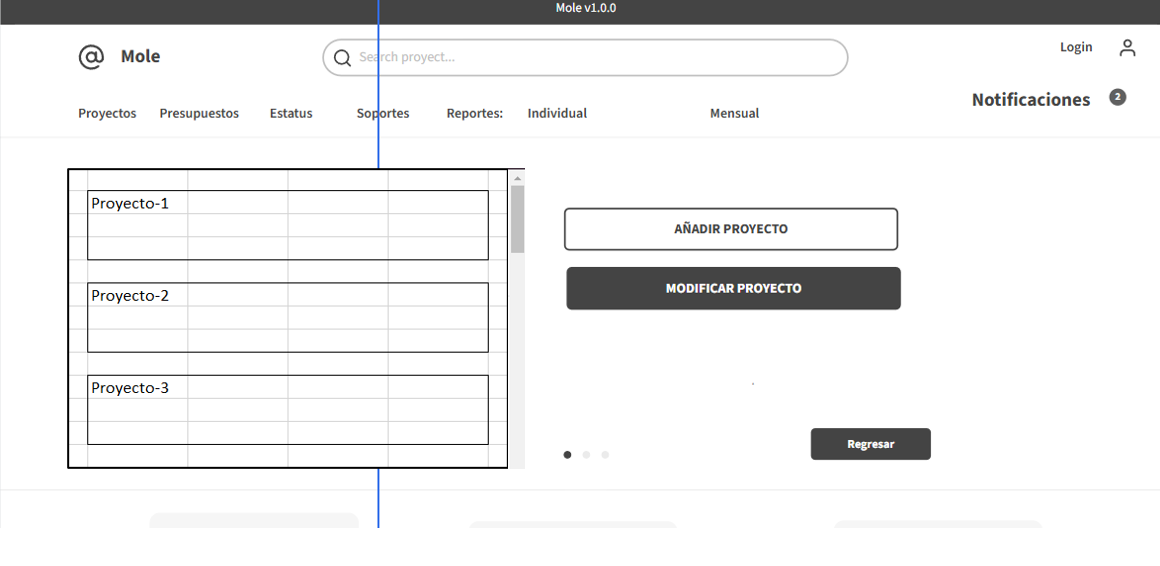 Mole v1.0.0
@ Mole
Search proyect...
Login
Notificaciones 2
Proyectos Presupuestos Estatus Soportes Reportes: Individual Mensual
Proyecto-1
Proyecto-2
Proyecto-3
AÑADIR PROYECTO
MODIFICAR PROYECTO
Regresar